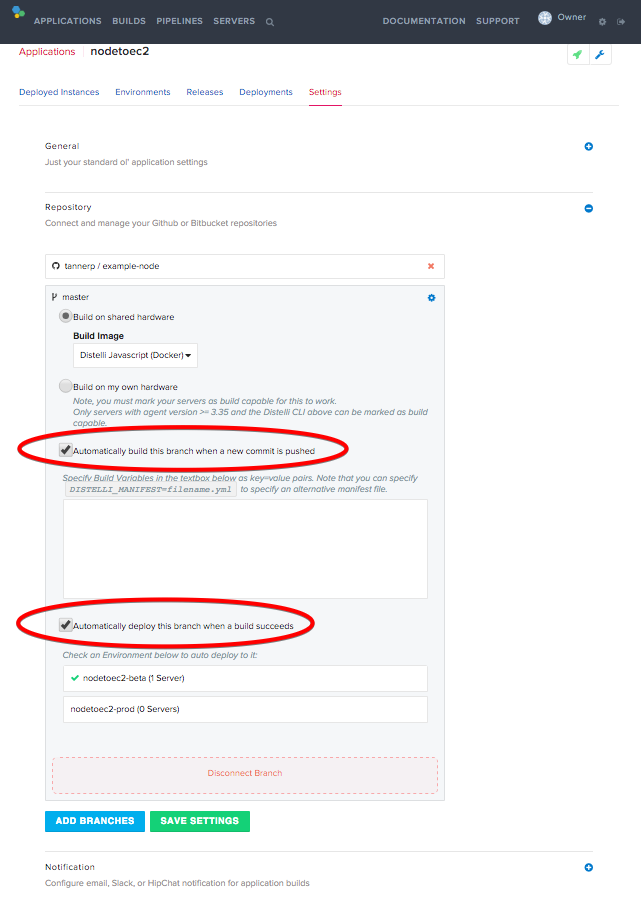 APPLICATIONS BUILDS PIPELINES SERVERS DOCUMENTATION SUPPORT Owner
Applications nodetoec2
Deployed Instances Environments Releases Deployments Settings
General
Just your standard ol' application settings
Repository
Connect and manage your Github or Bitbucket repositories
tannerp / example-node
master
Build on shared hardware
Build Image
Distelli Javascript (Docker)
Build on my own hardware
Note, you must mark your servers as build capable for this to work.
Only servers with agent version >= 3.35 and the Distelli CLI above can be marked as build
capable.
Automatically build this branch when a new commit is pushed
Specify Build Variables in the textbox below as key=value pairs. Note that you can specify
DISTELLI_MANIFEST=filename.yml to specify an alternative manifest file.
Automatically deploy this branch when a build succeeds
Check an Environment below to auto deploy to it:
nodetoec2-beta (1 Server)
nodetoec2-prod (0 Servers)
Disconnect Branch
ADD BRANCHES SAVE SETTINGS
Notification
Configure email, Slack, or HipChat notification for application builds